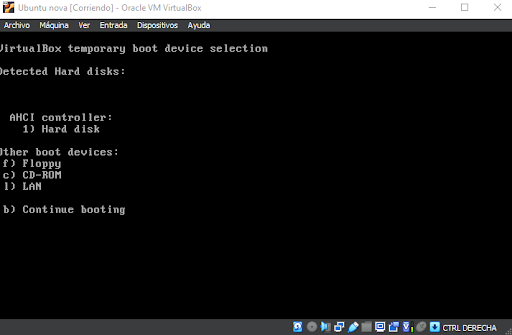 Ubuntu nova [Corriendo] - Oracle VM VirtualBox
Archivo Máquina Ver Entrada Dispositivos Ayuda
VirtualBox temporary boot device selection
Detected Hard disks:
AHCI controller:
1) Hard disk
Other boot devices:
f) Floppy
c) CD-ROM
l) LAN
b) Continue booting
CTRL DERECHA